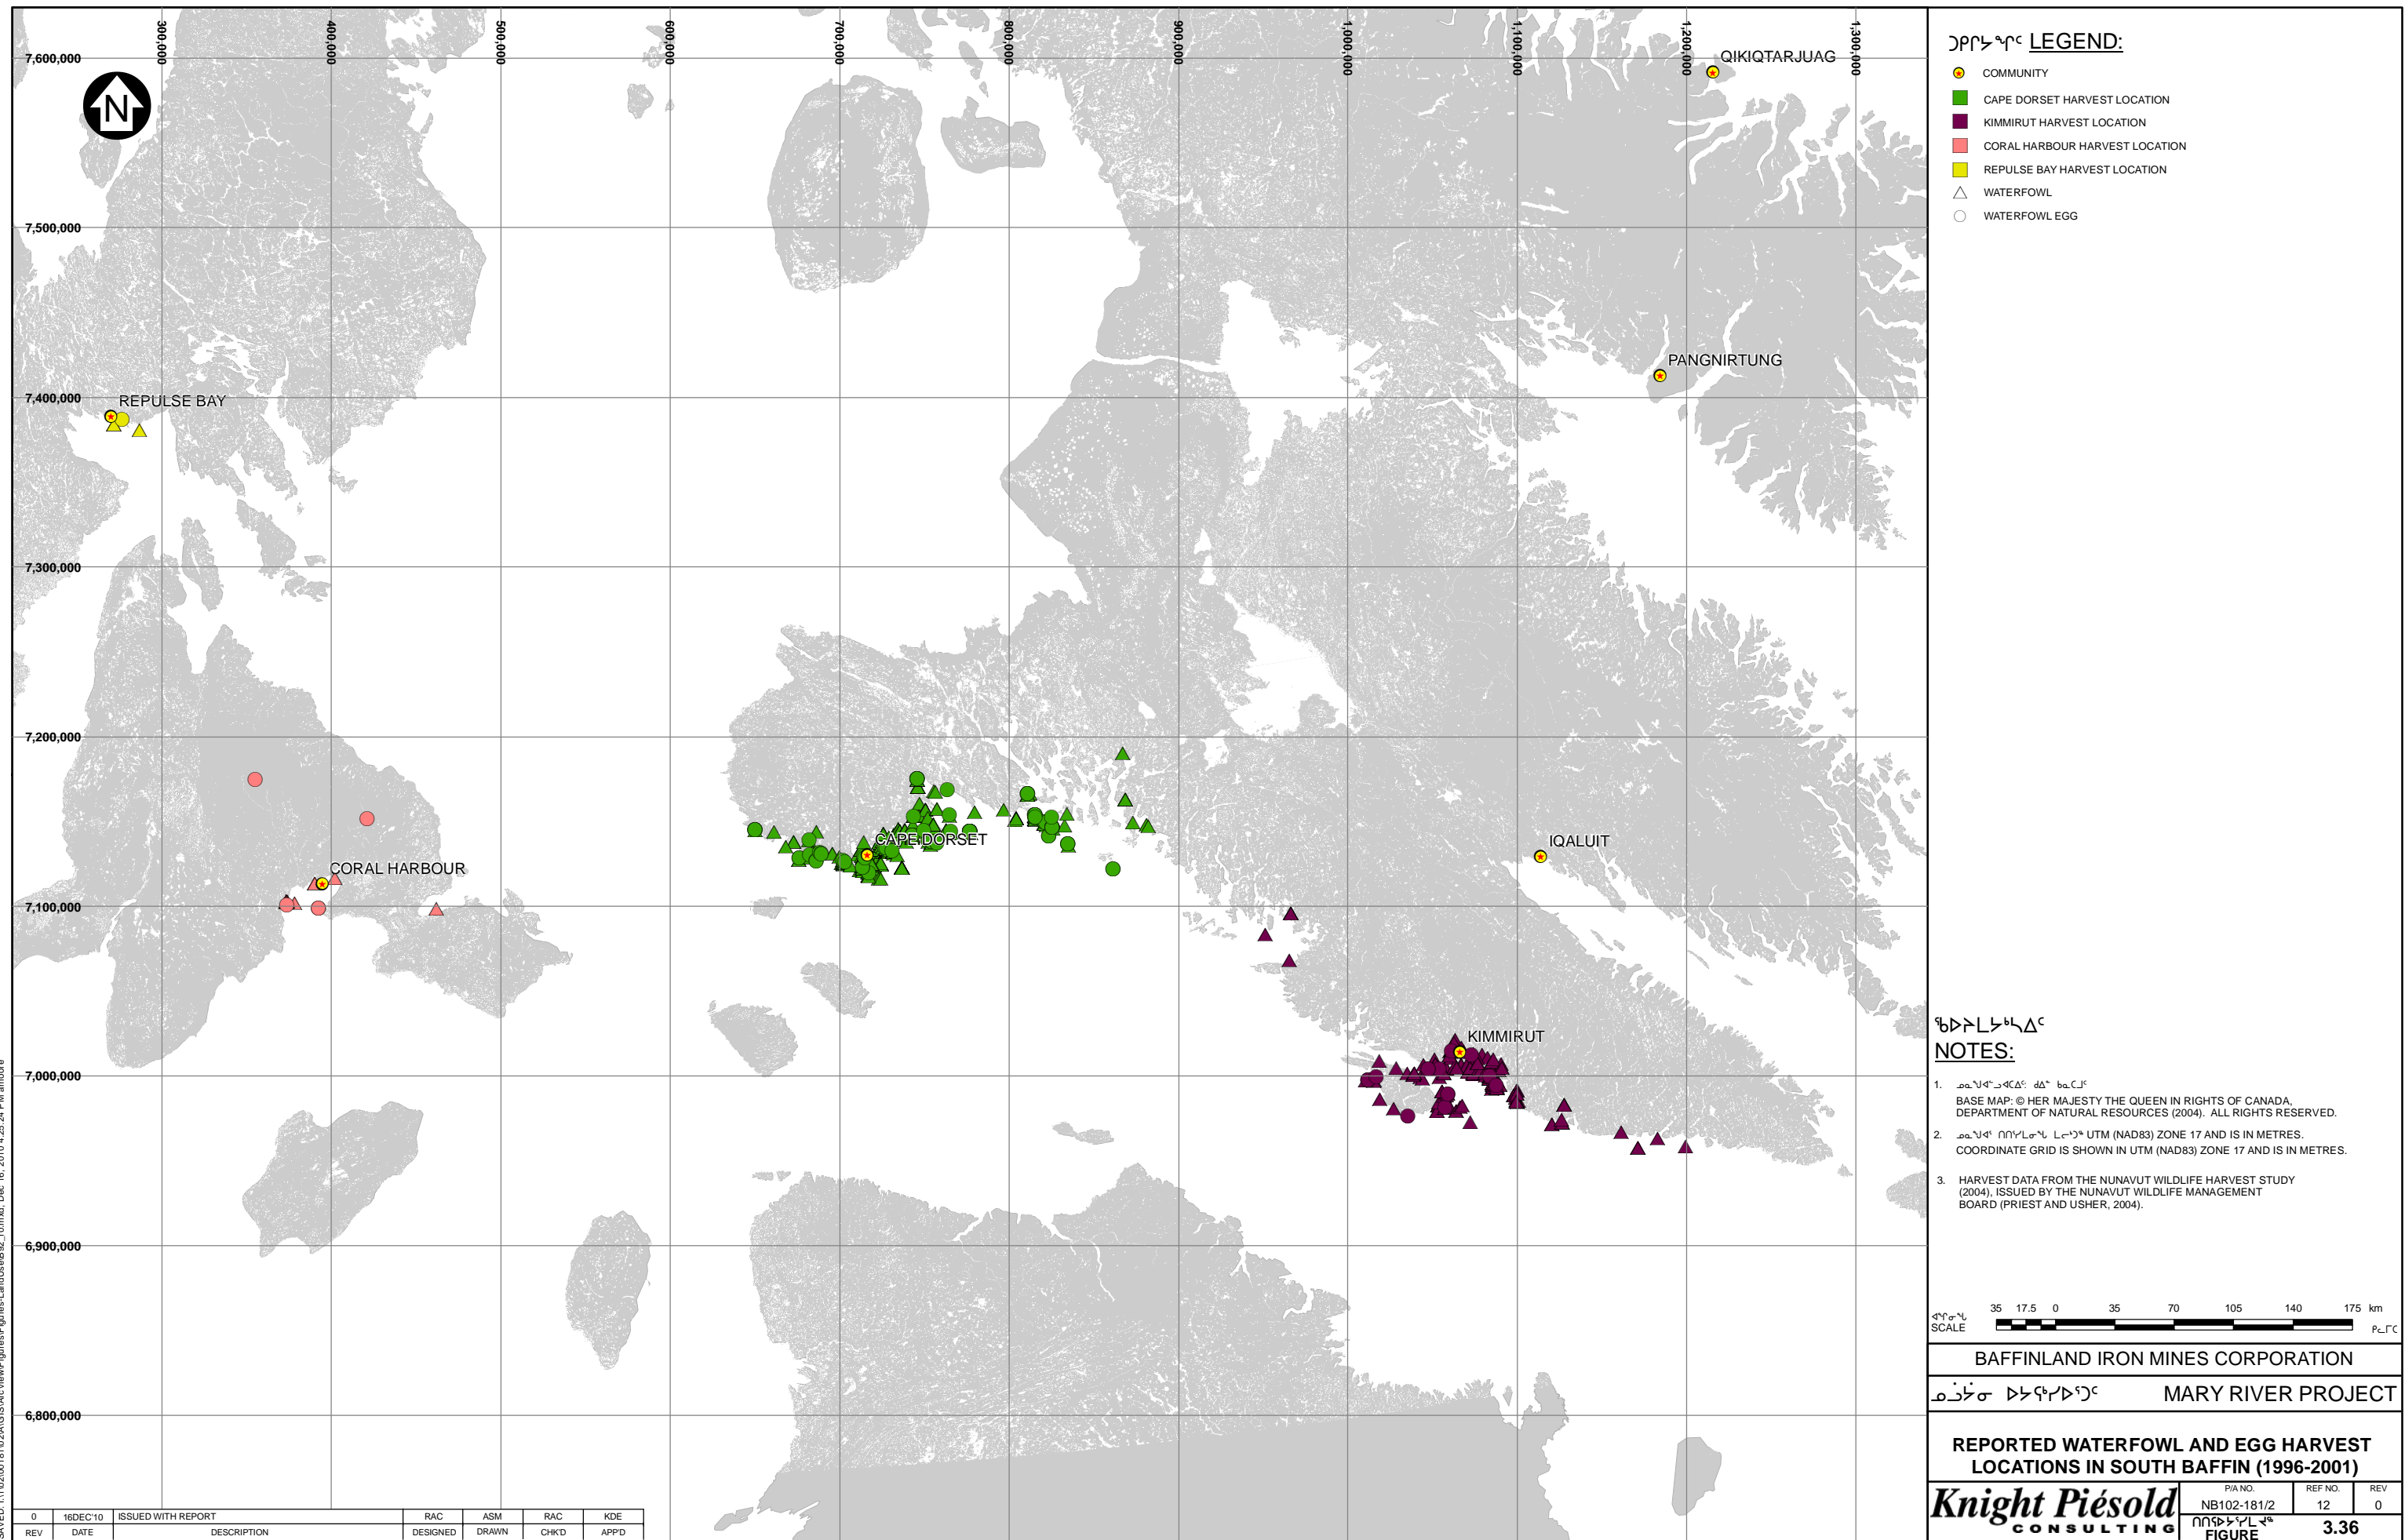 300,000
400,000
500,000
600,000
700,000
800,000
900,000
1,000,000
1,100,000
1,200,000
1,300,000
7,600,000
7,500,000
7,400,000
7,300,000
7,200,000
7,100,000
7,000,000
6,900,000
6,800,000
N
QIKIQTARJUAG
PANGNIRTUNG
REPULSE BAY
CAPE DORSET
CORAL HARBOUR
IQALUIT
KIMMIRUT
LEGEND:
COMMUNITY
CAPE DORSET HARVEST LOCATION
KIMMIRUT HARVEST LOCATION
CORAL HARBOUR HARVEST LOCATION
REPULSE BAY HARVEST LOCATION
WATERFOWL
WATERFOWL EGG
NOTES:
1.
BASE MAP: © HER MAJESTY THE QUEEN IN RIGHTS OF CANADA,
DEPARTMENT OF NATURAL RESOURCES (2004). ALL RIGHTS RESERVED.
2. UTM (NAD83) ZONE 17 AND IS IN METRES.
COORDINATE GRID IS SHOWN IN UTM (NAD83) ZONE 17 AND IS IN METRES.
3. HARVEST DATA FROM THE NUNAVUT WILDLIFE HARVEST STUDY
(2004), ISSUED BY THE NUNAVUT WILDLIFE MANAGEMENT
BOARD (PRIEST AND USHER, 2004).
35 17.5 0 35 70 105 140 175 km
SCALE
BAFFINLAND IRON MINES CORPORATION
MARY RIVER PROJECT
REPORTED WATERFOWL AND EGG HARVEST
LOCATIONS IN SOUTH BAFFIN (1996-2001)
Knight Piésold
CONSULTING
P/A NO. REF NO. REV
NB102-181/2 12 0
FIGURE 3.36
0 16DEC'10 ISSUED WITH REPORT RAC ASM RAC KDE
REV DATE DESCRIPTION DESIGNED DRAWN CHK'D APP'D